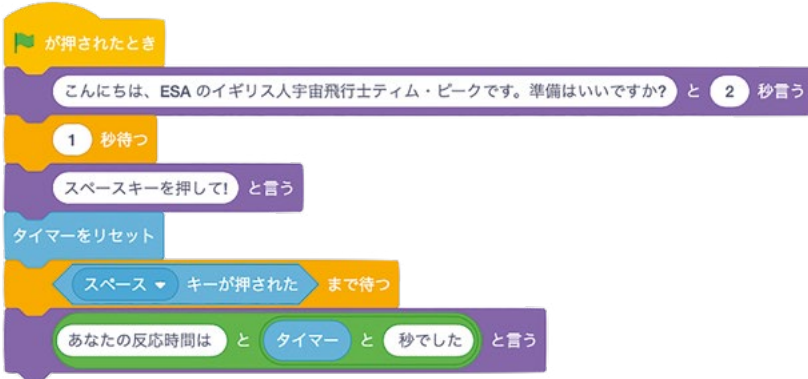 が押されたとき
こんにちは、ESA のイギリス人宇宙飛行士ティム・ピークです。準備はいいですか? と 2 秒言う
1 秒待つ
スペースキーを押して! と言う
タイマーをリセット
スペース キーが押された まで待つ
あなたの反応時間は と タイマー と 秒でした と言う